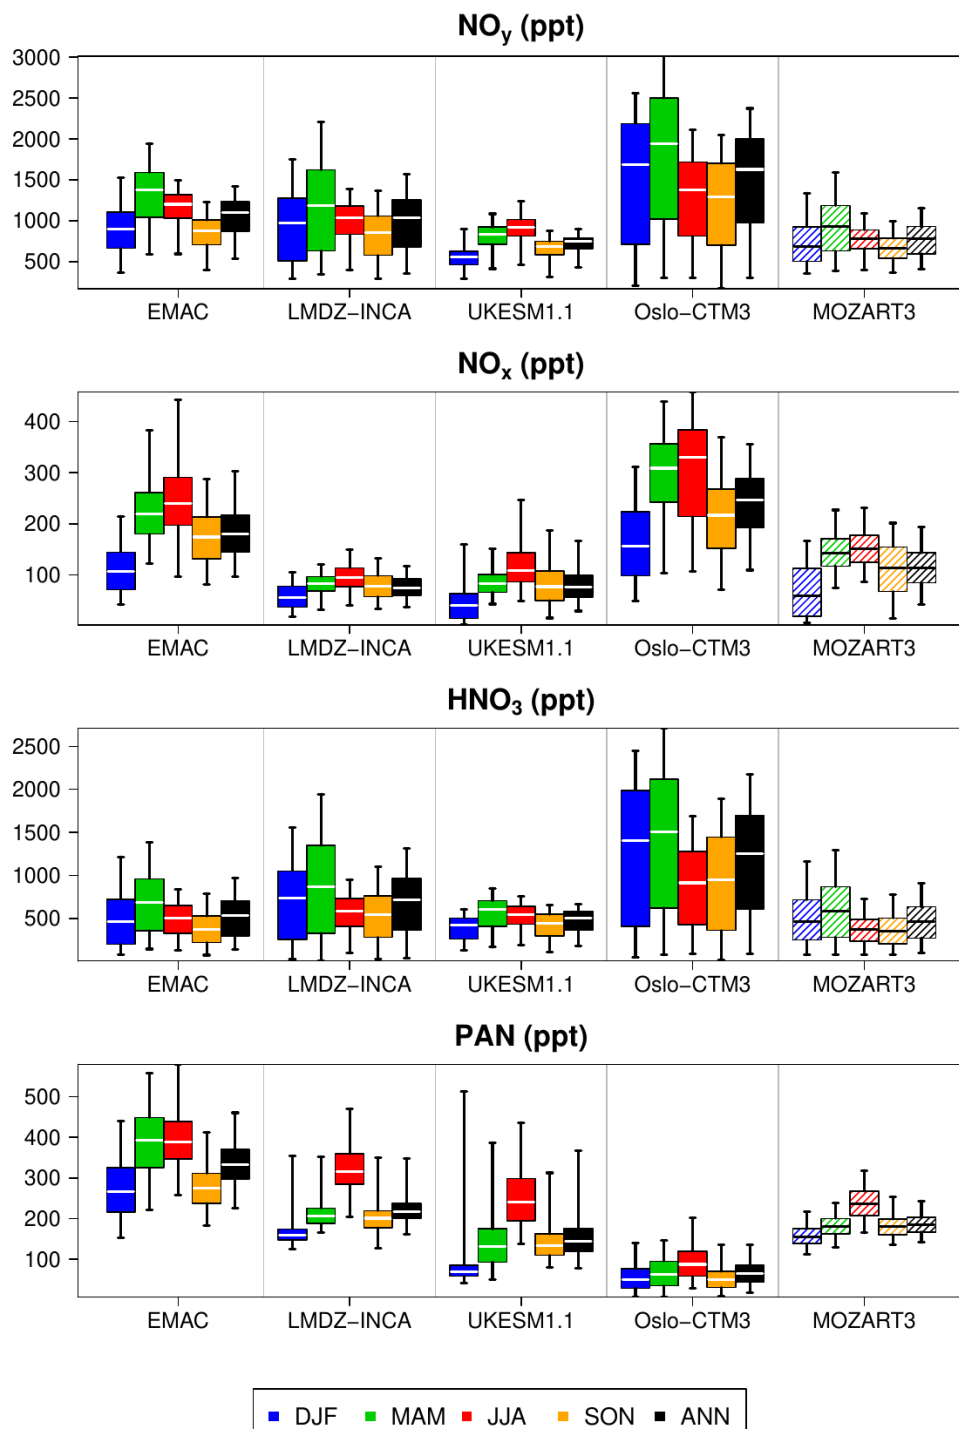 NOy (ppt)
3000
2500
2000
1500
1000
500
EMAC LMDZ−INCA UKESM1.1 Oslo−CTM3 MOZART3
NOx (ppt)
400
300
200
100
EMAC LMDZ−INCA UKESM1.1 Oslo−CTM3 MOZART3
HNO3 (ppt)
2500
2000
1500
1000
500
EMAC LMDZ−INCA UKESM1.1 Oslo−CTM3 MOZART3
PAN (ppt)
500
400
300
200
100
EMAC LMDZ−INCA UKESM1.1 Oslo−CTM3 MOZART3
DJF MAM JJA SON ANN